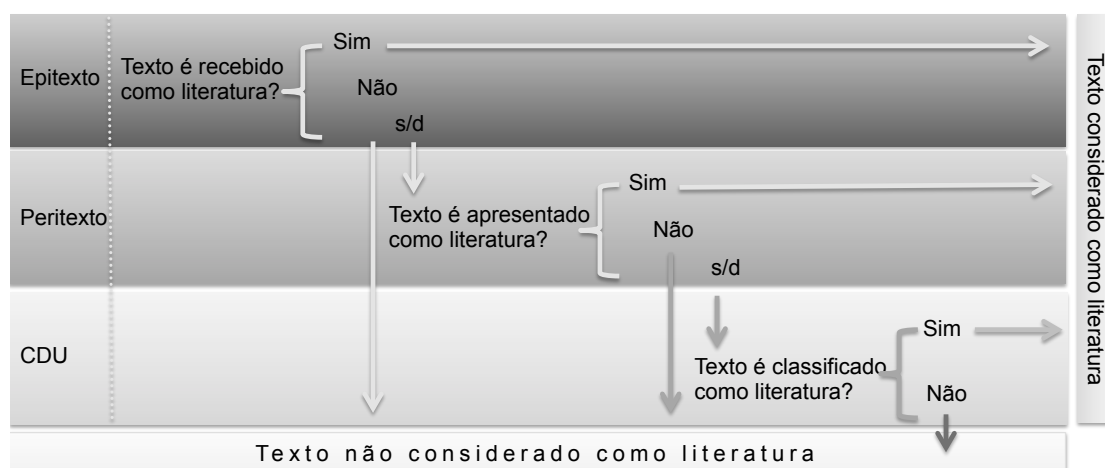 Epitexto
Texto é recebido
como literatura?
Sim
Não
s/d
Peritexto
Texto é apresentado
como literatura?
Sim
Não
s/d
CDU
Texto é classificado
como literatura?
Sim
Não
Texto considerado como literatura
Texto não considerado como literatura